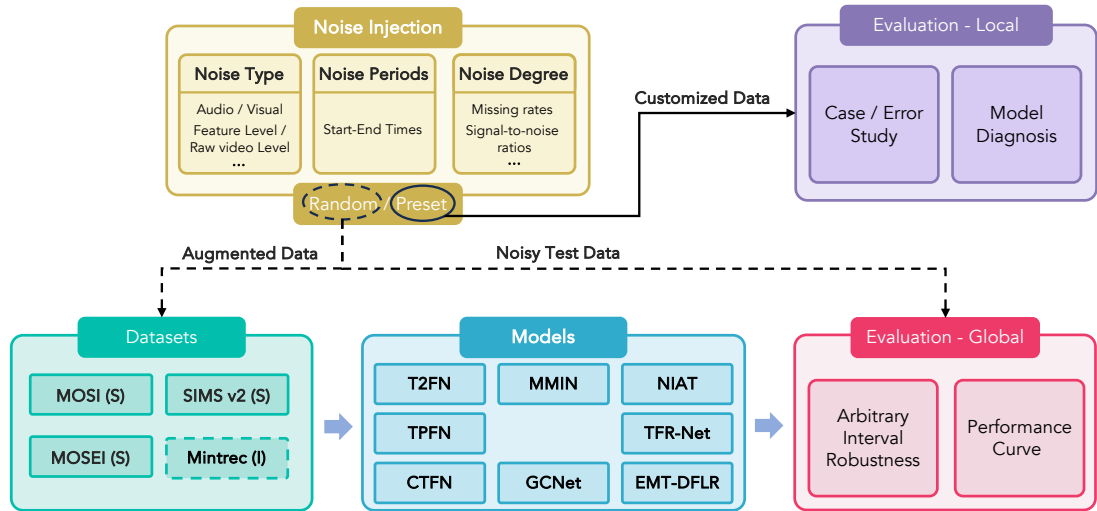 Noise Injection
Noise Type
Audio / Visual
Feature Level /
Raw video Level
...
Noise Periods
Start-End Times
Noise Degree
Missing rates
Signal-to-noise
ratios
...
Random / Preset
Customized Data
Evaluation - Local
Case / Error
Study
Model
Diagnosis
Augmented Data
Noisy Test Data
Datasets
MOSI (S)
SIMS v2 (S)
MOSEI (S)
Mintrec (I)
Models
T2FN
MMIN
NIAT
TPFN
TFR-Net
CTFN
GCNet
EMT-DFLR
Evaluation - Global
Arbitrary
Interval
Robustness
Performance
Curve